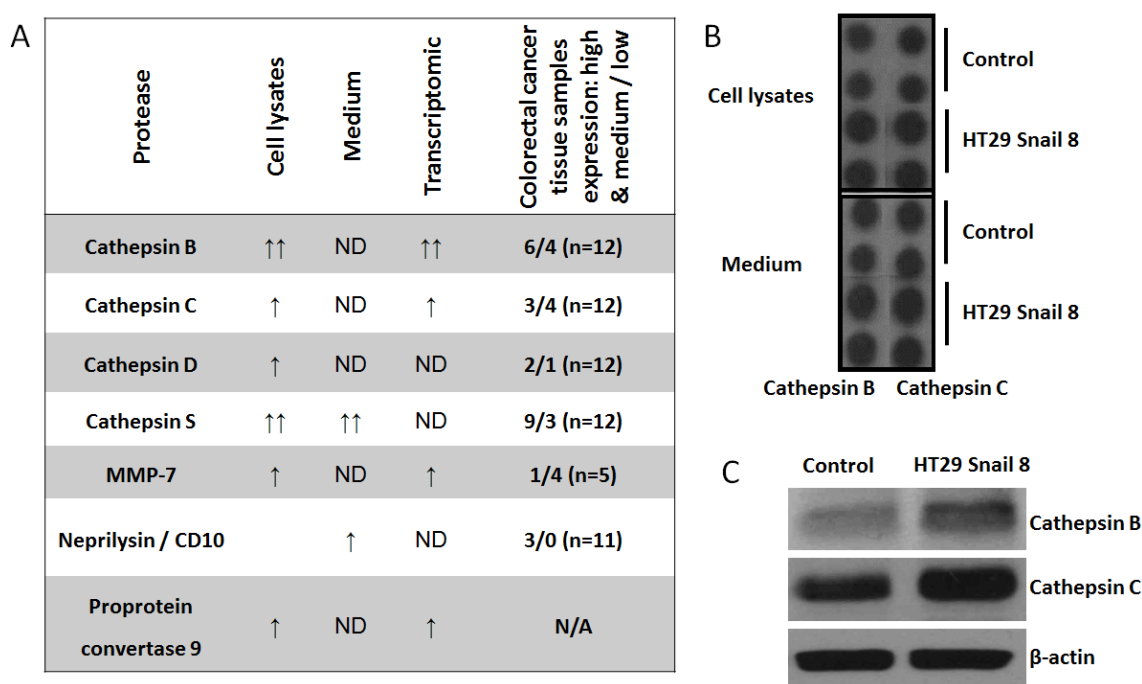 A
Protease
Cell lysates
Medium
Transcriptomic
Colorectal cancer
tissue samples
expression: high
& medium / low
Cathepsin B ↑↑ ND ↑↑ 6/4 (n=12)
Cathepsin C ↑ ND ↑ 3/4 (n=12)
Cathepsin D ↑ ND ND 2/1 (n=12)
Cathepsin S ↑↑ ↑↑ ND 9/3 (n=12)
MMP-7 ↑ ND ↑ 1/4 (n=5)
Neprilysin / CD10 ↑ ND 3/0 (n=11)
Proprotein
convertase 9 ↑ ND ↑ N/A
B
Cell lysates
Control
HT29 Snail 8
Medium
Control
HT29 Snail 8
Cathepsin B Cathepsin C
C
Control HT29 Snail 8
Cathepsin B
Cathepsin C
β-actin